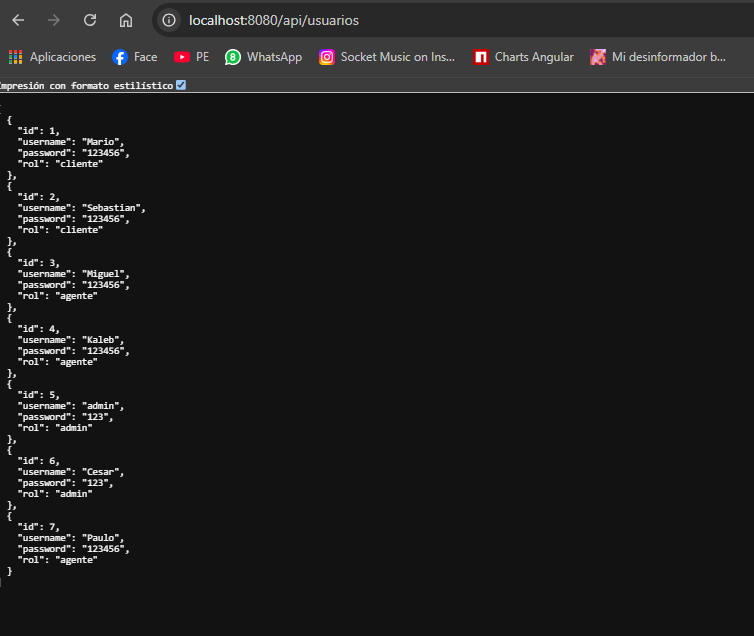 localhost:8080/api/usuarios
Aplicaciones Face PE 8 WhatsApp Socket Music on Ins... Charts Angular Mi desinformador b...
Impresión con formato estilístico
[
{
"id": 1,
"username": "Mario",
"password": "123456",
"rol": "cliente"
},
{
"id": 2,
"username": "Sebastian",
"password": "123456",
"rol": "cliente"
},
{
"id": 3,
"username": "Miguel",
"password": "123456",
"rol": "agente"
},
{
"id": 4,
"username": "Kaleb",
"password": "123456",
"rol": "agente"
},
{
"id": 5,
"username": "admin",
"password": "123",
"rol": "admin"
},
{
"id": 6,
"username": "Cesar",
"password": "123",
"rol": "admin"
},
{
"id": 7,
"username": "Paulo",
"password": "123456",
"rol": "agente"
}
]